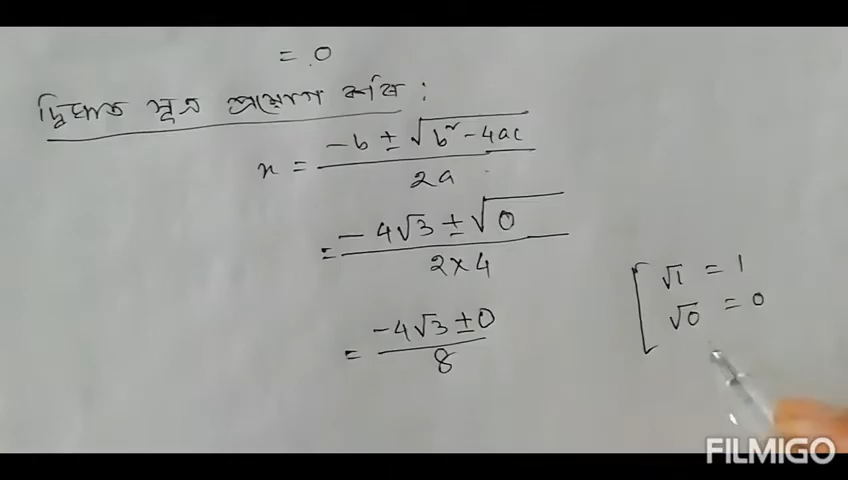 = 0
দ্বিঘাত সূত্র প্রয়োগ করি :
x = (-b ± √(b² - 4ac)) / 2a
= (-4√3 ± √0) / 2×4
√1 = 1
√0 = 0
= (-4√3 ± 0) / 8
FILMIGO